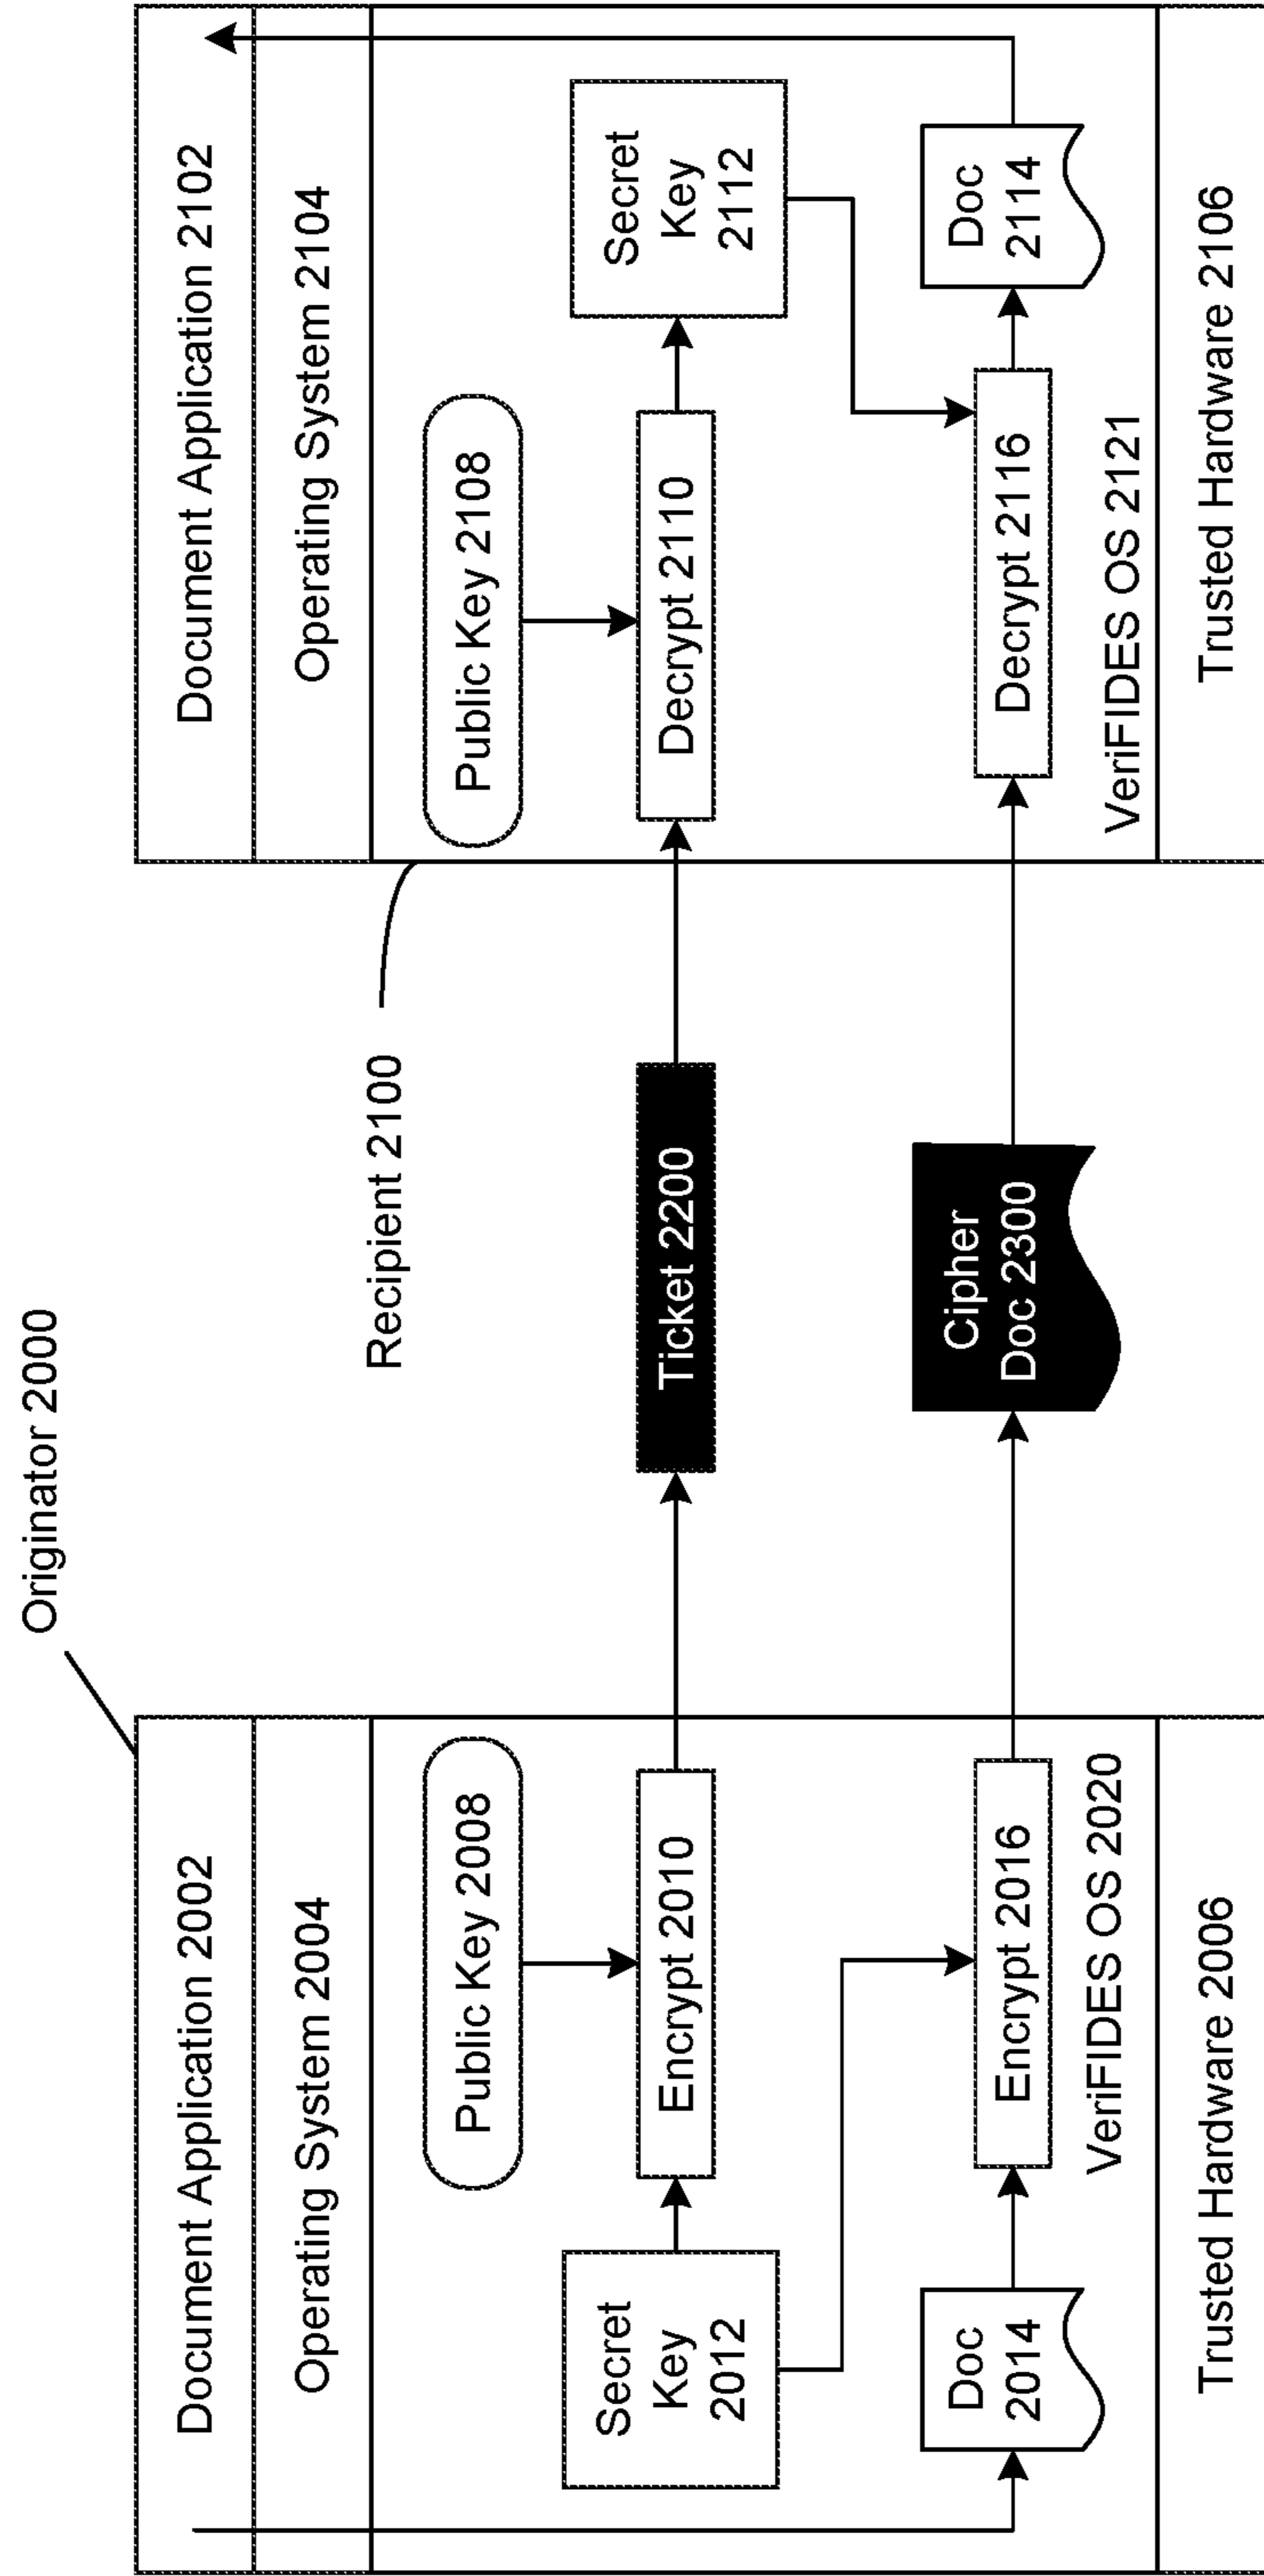 Originator 2000
Document Application 2002
Operating System 2004
Public Key 2008
Secret
Key
2012
Encrypt 2010
Doc
2014
Encrypt 2016
VeriFIDES OS 2020
Trusted Hardware 2006
Recipient 2100
Ticket 2200
Cipher
Doc 2300
Document Application 2102
Operating System 2104
Public Key 2108
Decrypt 2110
Secret
Key
2112
Decrypt 2116
Doc
2114
VeriFIDES OS 2121
Trusted Hardware 2106